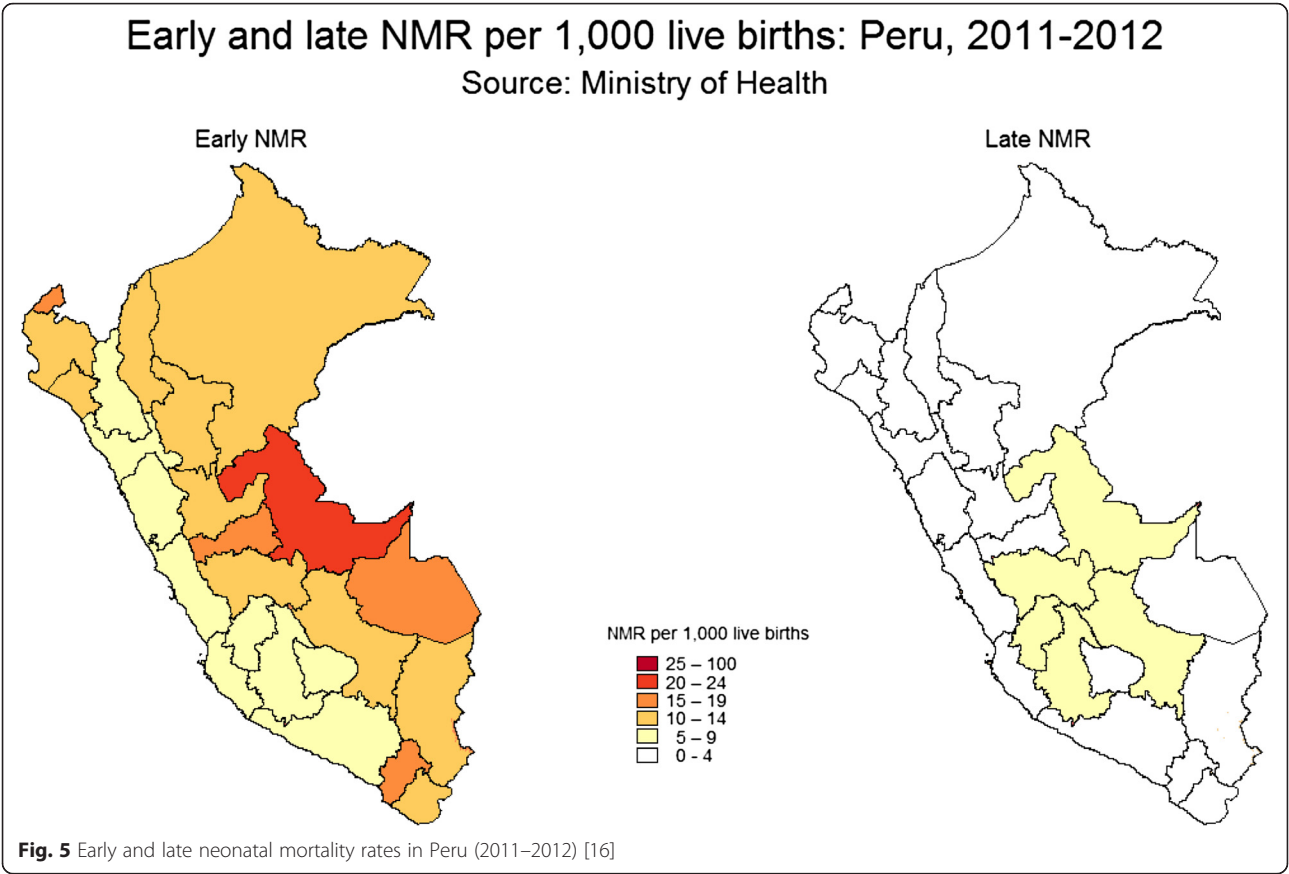 Early and late NMR per 1,000 live births: Peru, 2011-2012
Source: Ministry of Health
Early NMR
Late NMR
NMR per 1,000 live births
25 – 100
20 – 24
15 – 19
10 – 14
5 – 9
0 - 4
Fig. 5 Early and late neonatal mortality rates in Peru (2011–2012) [16]